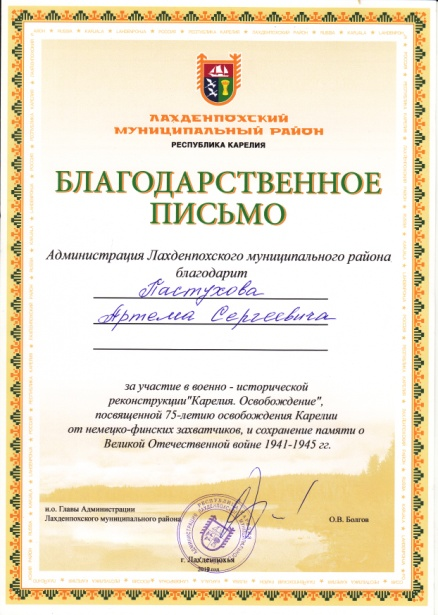 ЛАХДЕНПОХСКИЙ
МУНИЦИПАЛЬНЫЙ РАЙОН
РЕСПУБЛИКА КАРЕЛИЯ
БЛАГОДАРСТВЕННОЕ
ПИСЬМО
Администрация Лахденпохского муниципального района
благодарит
Пастухова
Артема Сергеевича
за участие в военно - исторической
реконструкции"Карелия. Освобождение",
посвященной 75-летию освобождения Карелии
от немецко-финских захватчиков, и сохранение памяти о
Великой Отечественной войне 1941-1945 гг.
и.о. Главы Администрации
Лахденпохского муниципального района
О.В. Болгов
г. Лахденпохья
2019 год